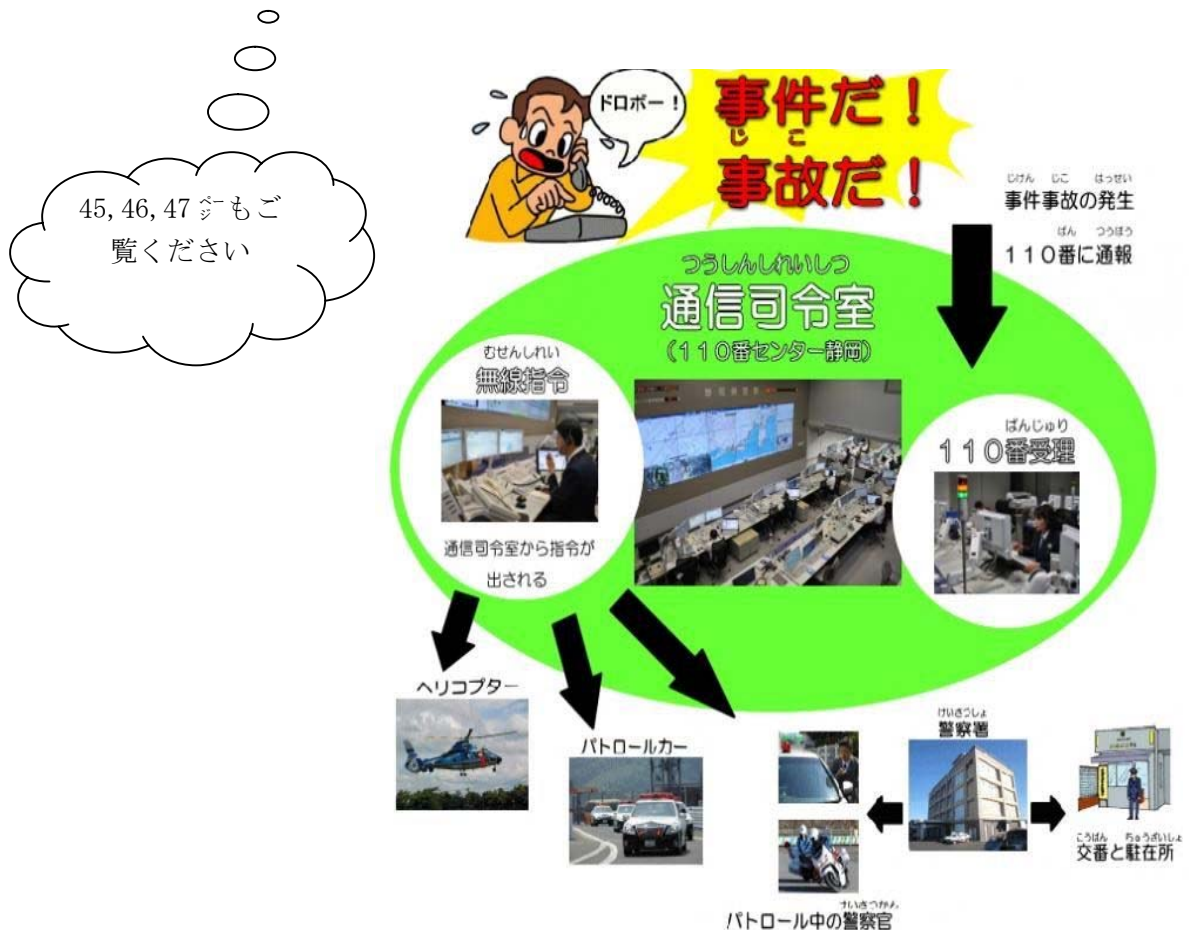 45,46,47㌻もご
覧ください
ドロボー！
事件だ！
じ こ
事故だ！
じけん じこ はっせい
事件事故の発生
ばん つうほう
１１０番に通報
つうしんしれいしつ
通信司令室
（１１０番センター静岡）
むせんしれい
無線指令
通信司令室から指令が
出される
ばんじゅり
１１０番受理
ヘリコプター
パトロールカー
けいさつしょ
警察署
こうばん ちゅうざいしょ
交番と駐在所
けいさつかん
パトロール中の警察官